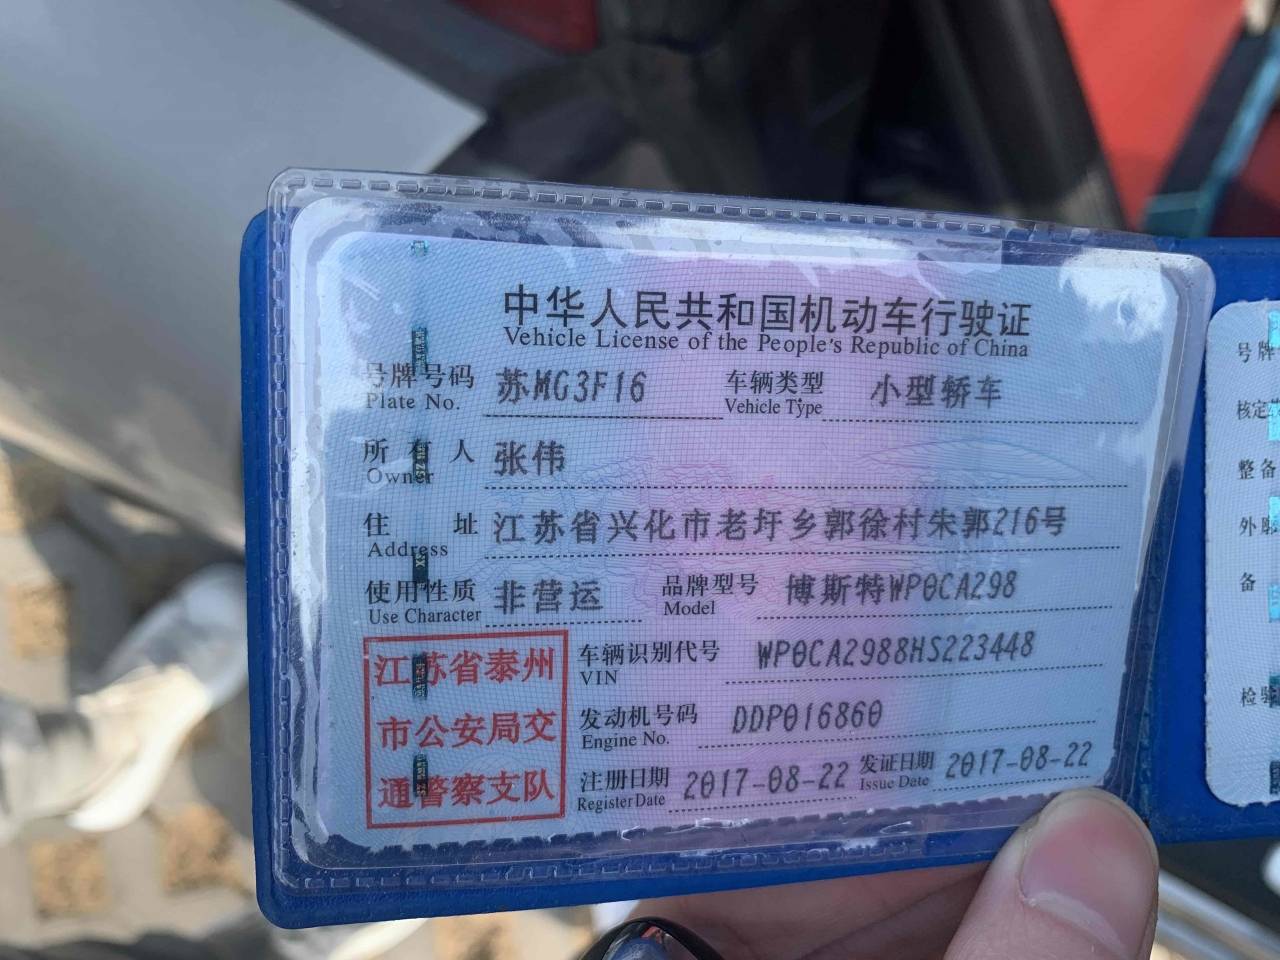 中华人民共和国机动车行驶证
Vehicle License of the People's Republic of China
号牌号码 苏MG3F16 车辆类型 小型轿车
Plate No. Vehicle Type
所有人 张伟
Owner
住址 江苏省兴化市老圩乡郭徐村朱郭216号
Address
使用性质 非营运 品牌型号 博斯特WP0CA298
Use Character Model
江苏省泰州
市公安局交
通警察支队
车辆识别代号 WP0CA2988HS223448
VIN
发动机号码 DDP016860
Engine No.
注册日期 2017-08-22 发证日期 2017-08-22
Register Date Issue Date
号牌
核定
整备
外廓
备
检验